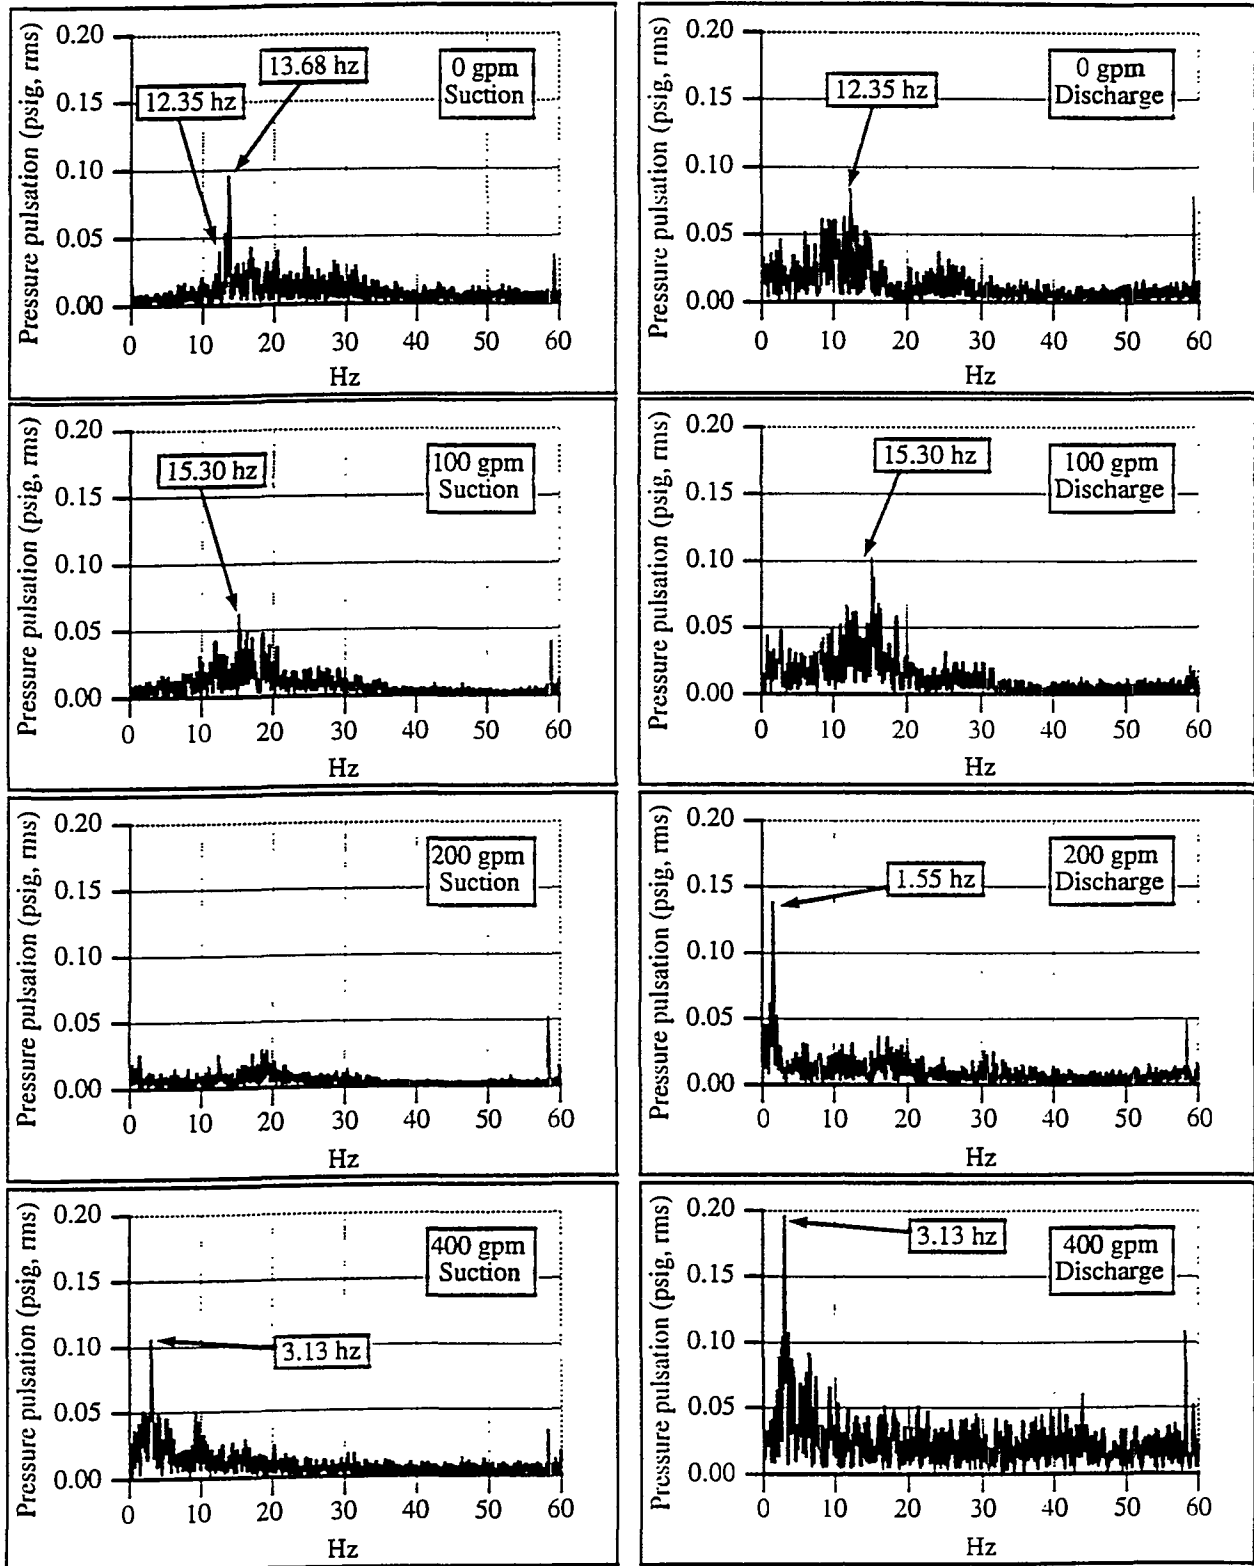 Pressure pulsation (psig, rms)
0.20
0.15
0.10
0.05
0.00
13.68 hz
12.35 hz
0 gpm
Suction
0 10 20 30 40 50 60
Hz
Pressure pulsation (psig, rms)
0.20
0.15
0.10
0.05
0.00
12.35 hz
0 gpm
Discharge
0 10 20 30 40 50 60
Hz
Pressure pulsation (psig, rms)
0.20
0.15
0.10
0.05
0.00
15.30 hz
100 gpm
Suction
0 10 20 30 40 50 60
Hz
Pressure pulsation (psig, rms)
0.20
0.15
0.10
0.05
0.00
15.30 hz
100 gpm
Discharge
0 10 20 30 40 50 60
Hz
Pressure pulsation (psig, rms)
0.20
0.15
0.10
0.05
0.00
200 gpm
Suction
0 10 20 30 40 50 60
Hz
Pressure pulsation (psig, rms)
0.20
0.15
0.10
0.05
0.00
1.55 hz
200 gpm
Discharge
0 10 20 30 40 50 60
Hz
Pressure pulsation (psig, rms)
0.20
0.15
0.10
0.05
0.00
3.13 hz
400 gpm
Suction
0 10 20 30 40 50 60
Hz
Pressure pulsation (psig, rms)
0.20
0.15
0.10
0.05
0.00
3.13 hz
400 gpm
Discharge
0 10 20 30 40 50 60
Hz